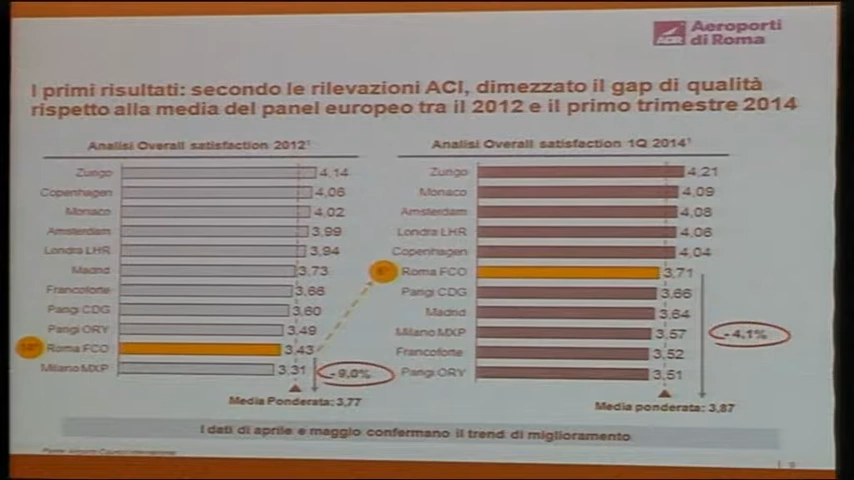 ADR Aeroporti
di Roma
I primi risultati: secondo le rilevazioni ACI, dimezzato il gap di qualità
rispetto alla media del panel europeo tra il 2012 e il primo trimestre 2014
Analisi Overall satisfaction 2012¹
Zurigo 4,14
Copenhagen 4,06
Monaco 4,02
Amsterdam 3,99
Londra LHR 3,94
Madrid 3,73
Francoforte 3,66
Parigi CDG 3,60
Parigi ORY 3,49
10° Roma FCO 3,43
Milano MXP 3,31
- 9,0%
Media Ponderata: 3,77
Analisi Overall satisfaction 1Q 2014¹
Zurigo 4,21
Monaco 4,09
Amsterdam 4,08
Londra LHR 4,06
Copenhagen 4,04
6° Roma FCO 3,71
Parigi CDG 3,66
Madrid 3,64
Milano MXP 3,57
Francoforte 3,52
Parigi ORY 3,51
- 4,1%
Media ponderata: 3,87
I dati di aprile e maggio confermano il trend di miglioramento